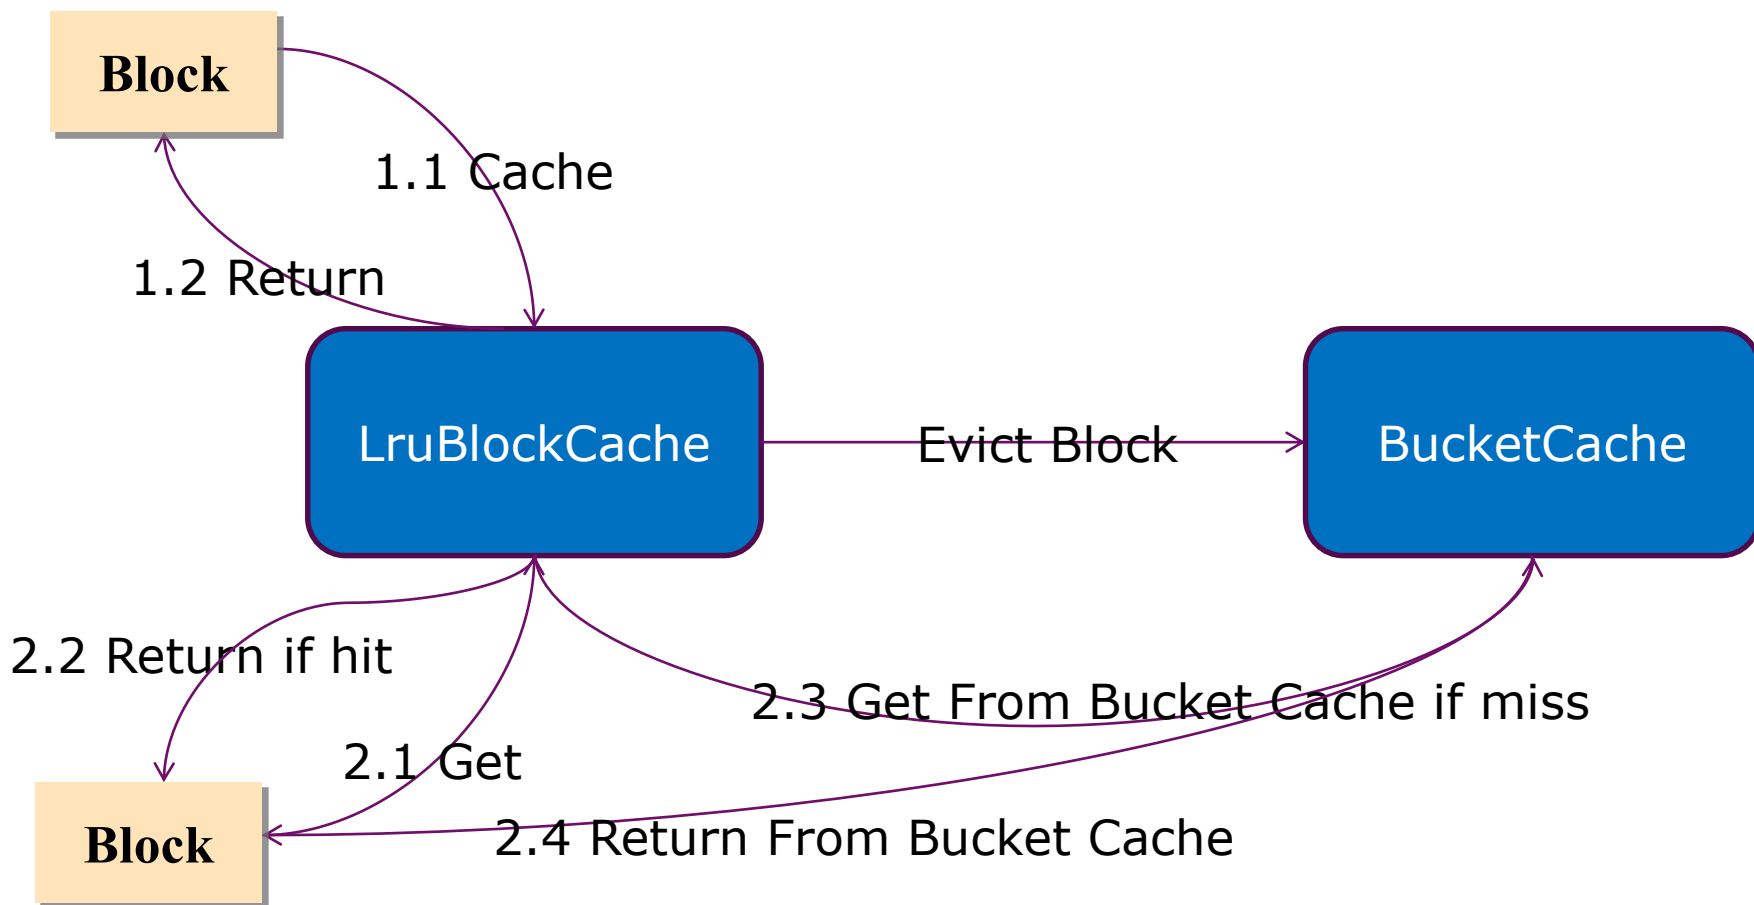 Block
1.1 Cache
1.2 Return
LruBlockCache
Evict Block
BucketCache
2.2 Return if hit
2.3 Get From Bucket Cache if miss
2.1 Get
2.4 Return From Bucket Cache
Block